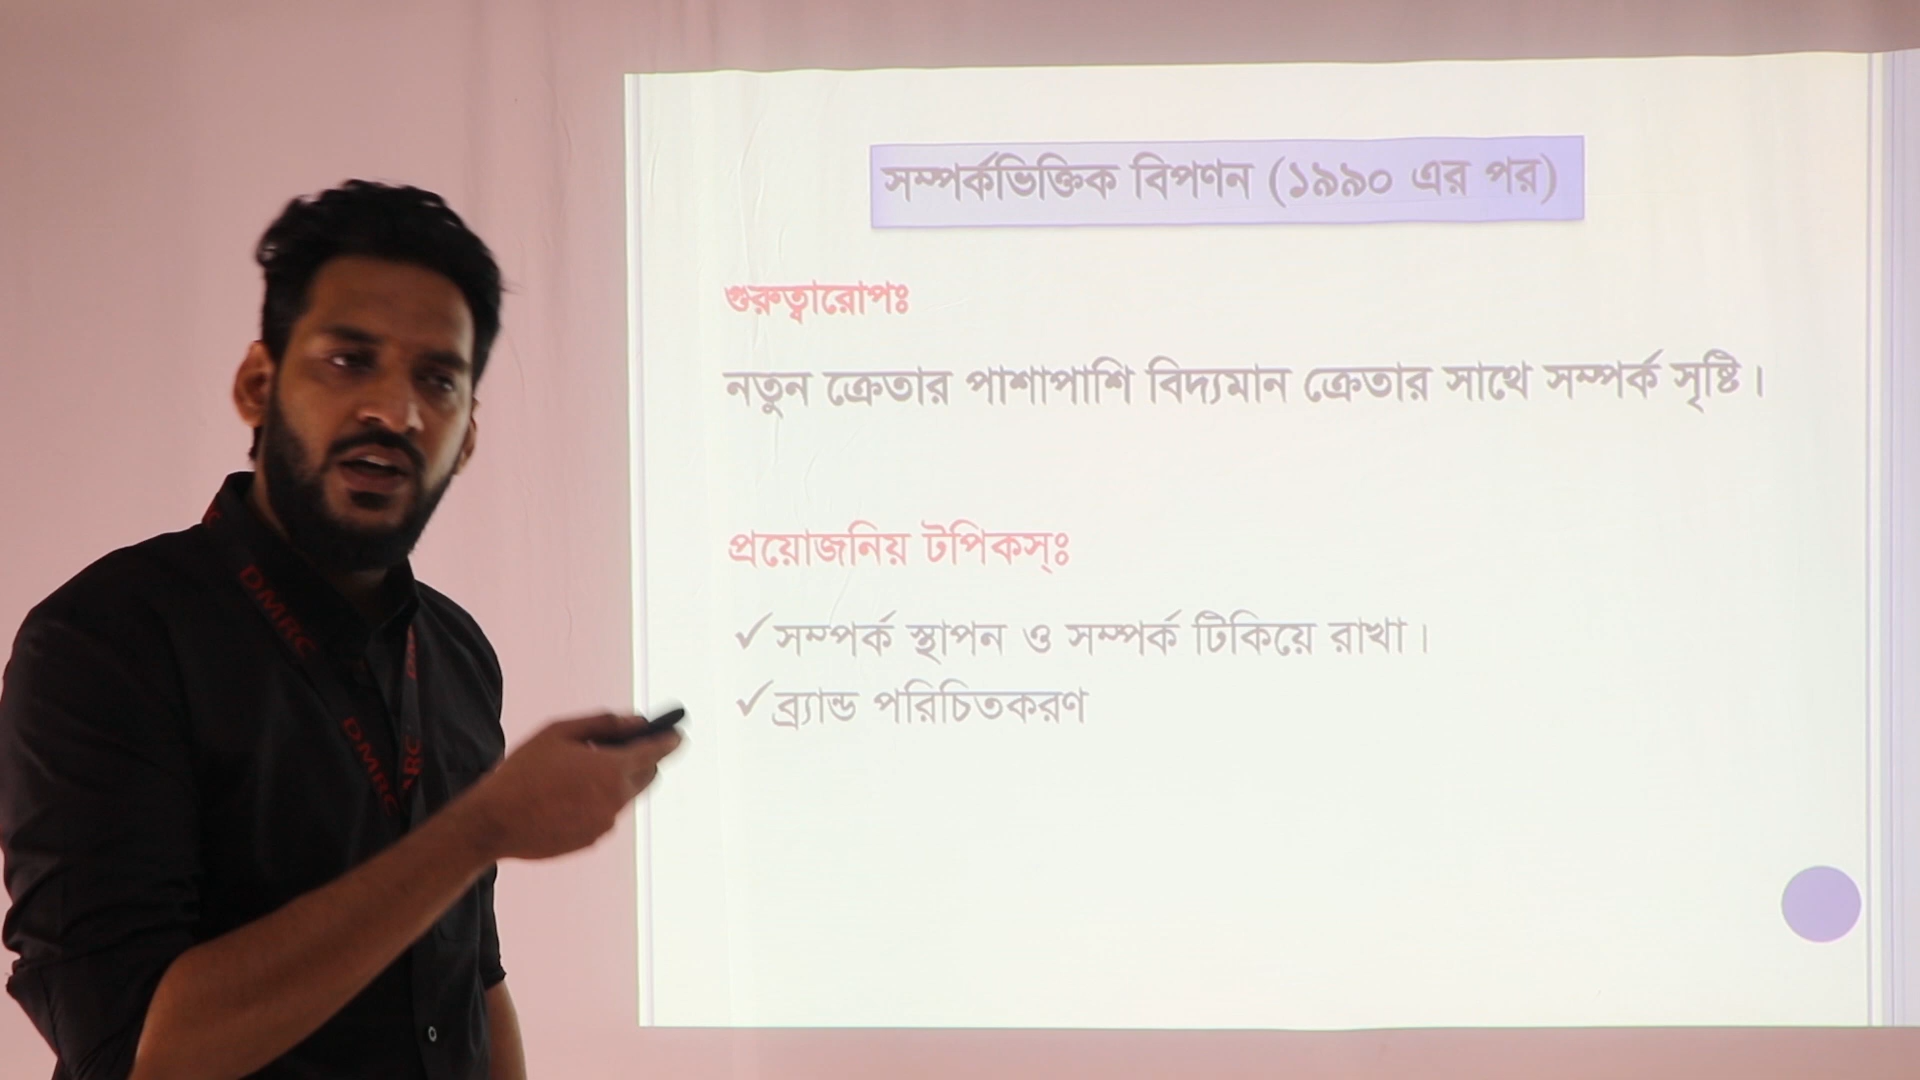 সম্পর্কভিক্তিক বিপণন (১৯৯০ এর পর)
গুরুত্বারোপঃ
নতুন ক্রেতার পাশাপাশি বিদ্যমান ক্রেতার সাথে সম্পর্ক সৃষ্টি।
প্রয়োজনিয় টপিকস্ঃ
✓ সম্পর্ক স্থাপন ও সম্পর্ক টিকিয়ে রাখা।
✓ ব্র্যান্ড পরিচিতকরণ
DMRC
DMRC